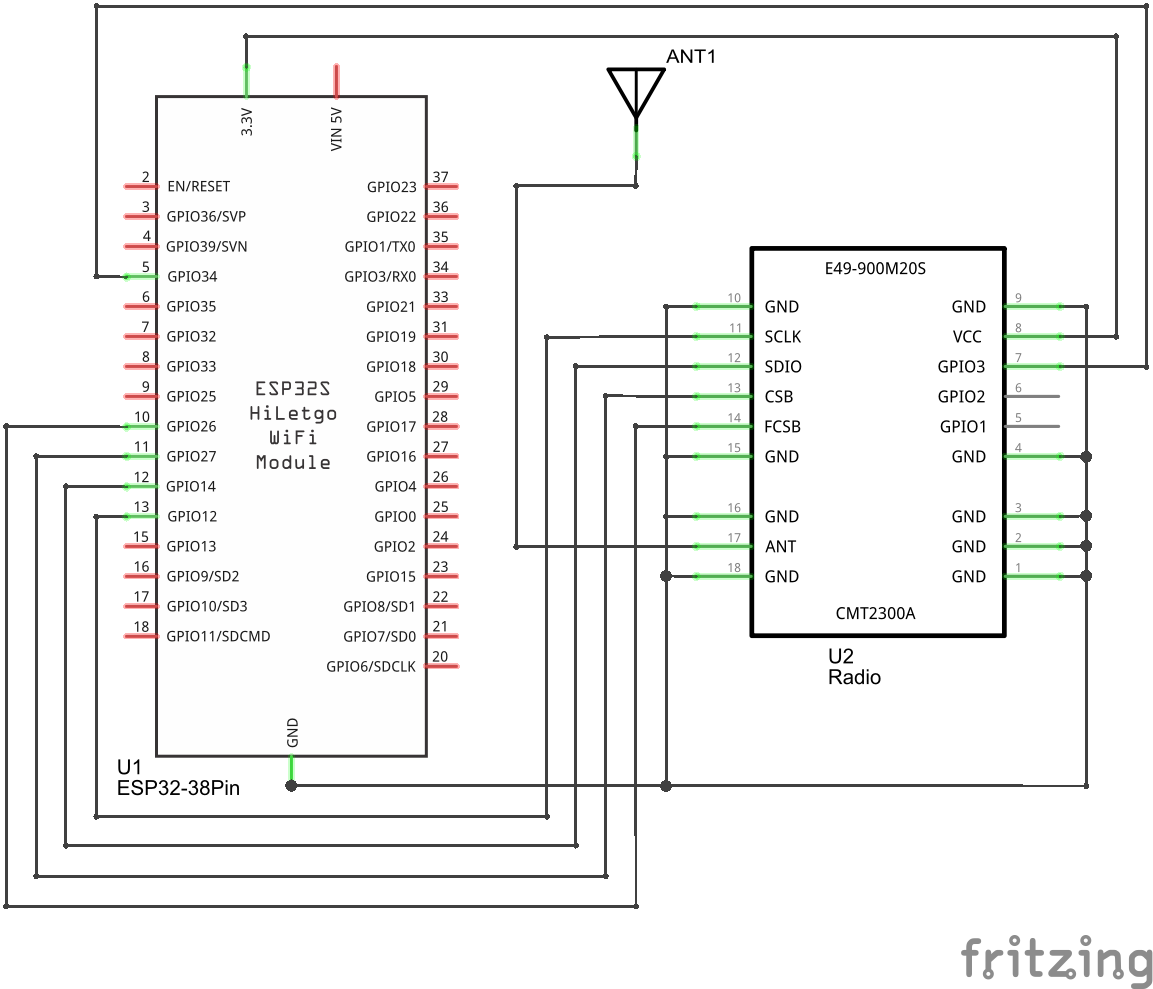 ANT1
3.3V
VIN 5V
2 EN/RESET
3 GPIO36/SVP
4 GPIO39/SVN
5 GPIO34
6 GPIO35
7 GPIO32
8 GPIO33
9 GPIO25
10 GPIO26
11 GPIO27
12 GPIO14
13 GPIO12
15 GPIO13
16 GPIO9/SD2
17 GPIO10/SD3
18 GPIO11/SDCMD
ESP32S
HiLetgo
WiFi
Module
GPIO23 37
GPIO22 36
GPIO1/TX0 35
GPIO3/RX0 34
GPIO21 33
GPIO19 31
GPIO18 30
GPIO5 29
GPIO17 28
GPIO16 27
GPIO4 26
GPIO0 25
GPIO2 24
GPIO15 23
GPIO8/SD1 22
GPIO7/SD0 21
GPIO6/SDCLK 20
GND
U1
ESP32-38Pin
E49-900M20S
10 GND
11 SCLK
12 SDIO
13 CSB
14 FCSB
15 GND
16 GND
17 ANT
18 GND
GND 9
VCC 8
GPIO3 7
GPIO2 6
GPIO1 5
GND 4
GND 3
GND 2
GND 1
CMT2300A
U2
Radio
fritzing